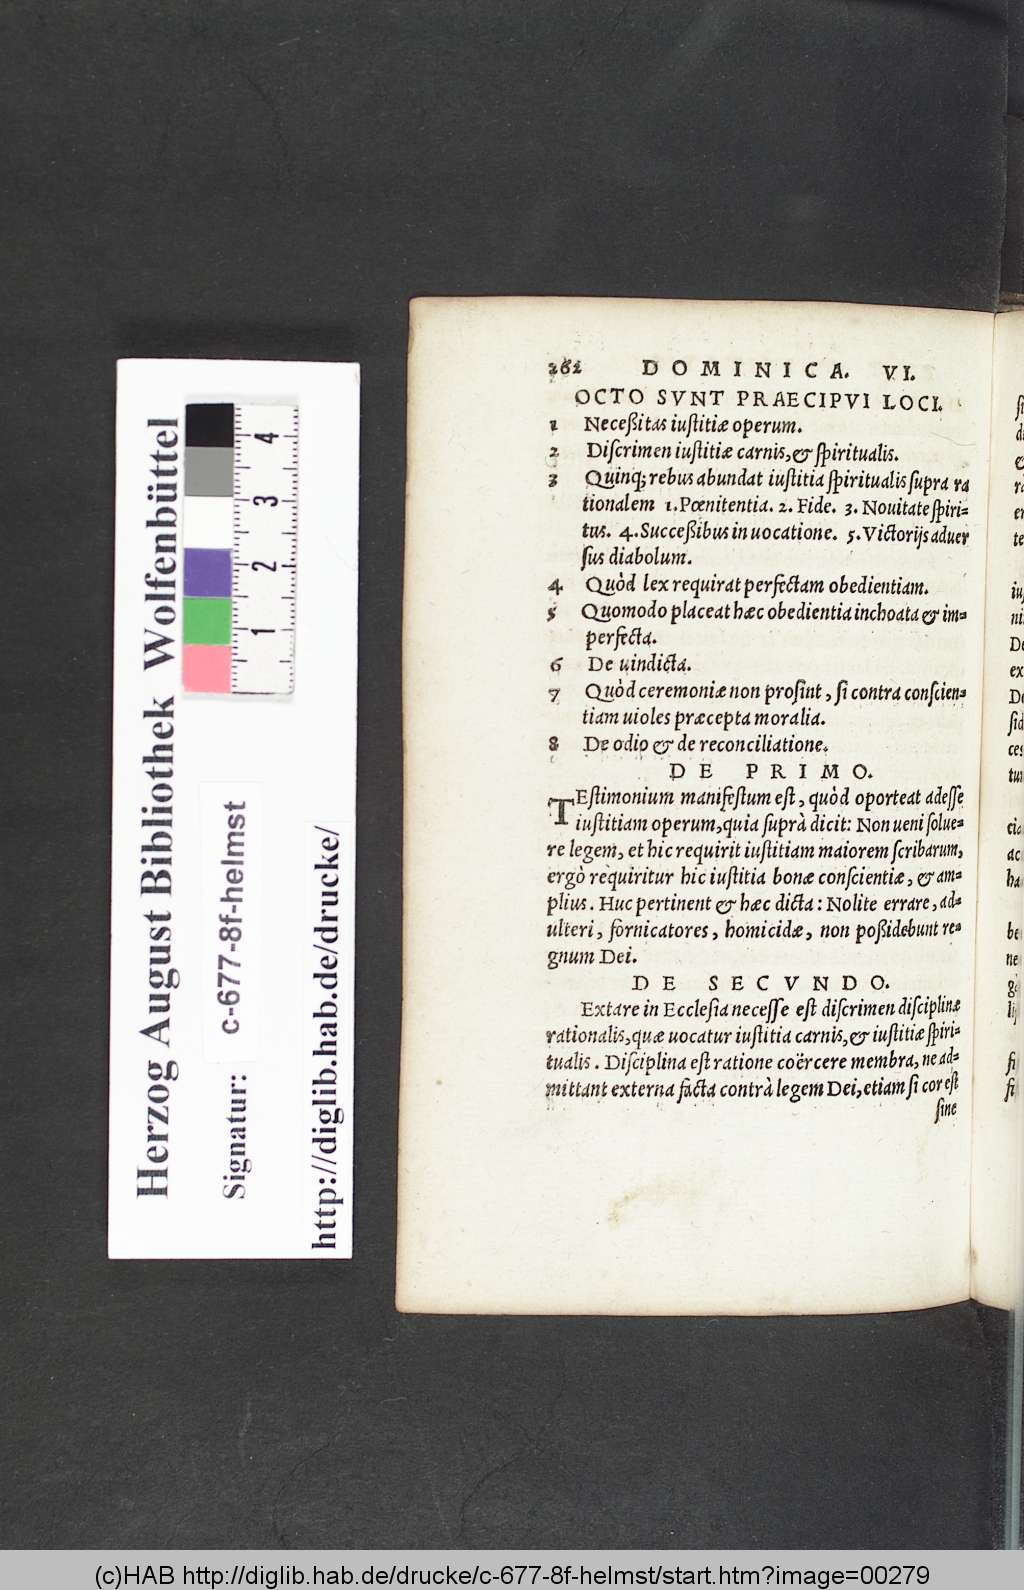 262 DOMINICA. VI.
OCTO SVNT PRAECIPVI LOCI.
1 Neceßitas iuſtitiæ operum.
2 Diſcrimen iuſtitiæ carnis,& ſpiritualis.
3 Quinq; rebus abundat iuſtitia ſpiritualis ſupra ra
tionalem 1.Pœnitentia. 2. Fide. 3. Nouitate ſpiri-
tus. 4.Succeßibus inuocatione. 5.Victorijs aduer
ſus diabolum.
4 Quòd lex requirat perfectam obedientiam.
5 Quomodo placeat hæc obedientia inchoata & im-
perfecta.
6 De uindicta.
7 Quòd ceremoniæ non proſint, ſi contra conſcien-
tiam uioles præcepta moralia.
8 De odio & de reconciliatione.
DE PRIMO.
TEſtimonium manifeſtum eſt, quòd oporteat adeſſe
iuſtitiam operum,quia ſuprà dicit: Non ueni ſolue-
re legem, et hic requirit iuſtitiam maiorem ſcribarum,
ergò requiritur hic iuſtitia bonæ conſcientiæ, & am-
plius. Huc pertinent & hæc dicta: Nolite errare, ad-
ulteri, fornicatores, homicidæ, non poßidebunt re-
gnum Dei.
DE SECVNDO.
Extare in Eccleſia neceſſe eſt diſcrimen diſciplinæ
rationalis,quæ uocatur iuſtitia carnis,& iuſtitiæ ſpiri-
tualis. Diſciplina eſt ratione coërcere membra, ne ad-
mittant externa facta contrà legem Dei,etiam ſi cor eſt
ſine
Herzog August Bibliothek Wolfenbüttel
Signatur: c-677-8f-helmst
http://diglib.hab.de/drucke/
1 2 3 4
(c)HAB http://diglib.hab.de/drucke/c-677-8f-helmst/start.htm?image=00279